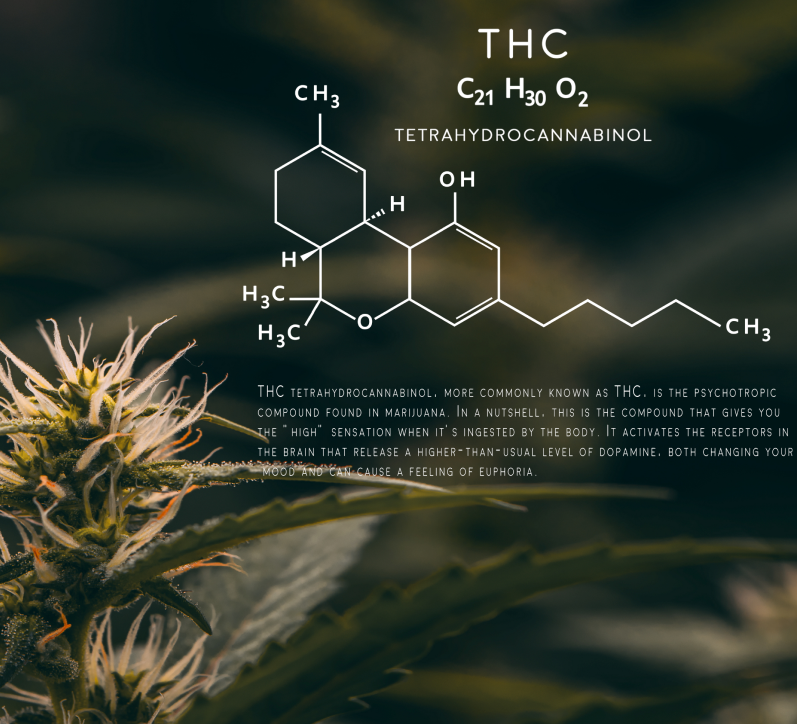 THC
C21 H30 O2
TETRAHYDROCANNABINOL
CH3
OH
H
H
H3C
O
H3C
CH3
THC TETRAHYDROCANNABINOL, MORE COMMONLY KNOWN AS THC, IS THE PSYCHOTROPIC
COMPOUND FOUND IN MARIJUANA. IN A NUTSHELL, THIS IS THE COMPOUND THAT GIVES YOU
THE "HIGH" SENSATION WHEN IT'S INGESTED BY THE BODY. IT ACTIVATES THE RECEPTORS IN
THE BRAIN THAT RELEASE A HIGHER-THAN-USUAL LEVEL OF DOPAMINE, BOTH CHANGING YOUR
MOOD AND CAN CAUSE A FEELING OF EUPHORIA.